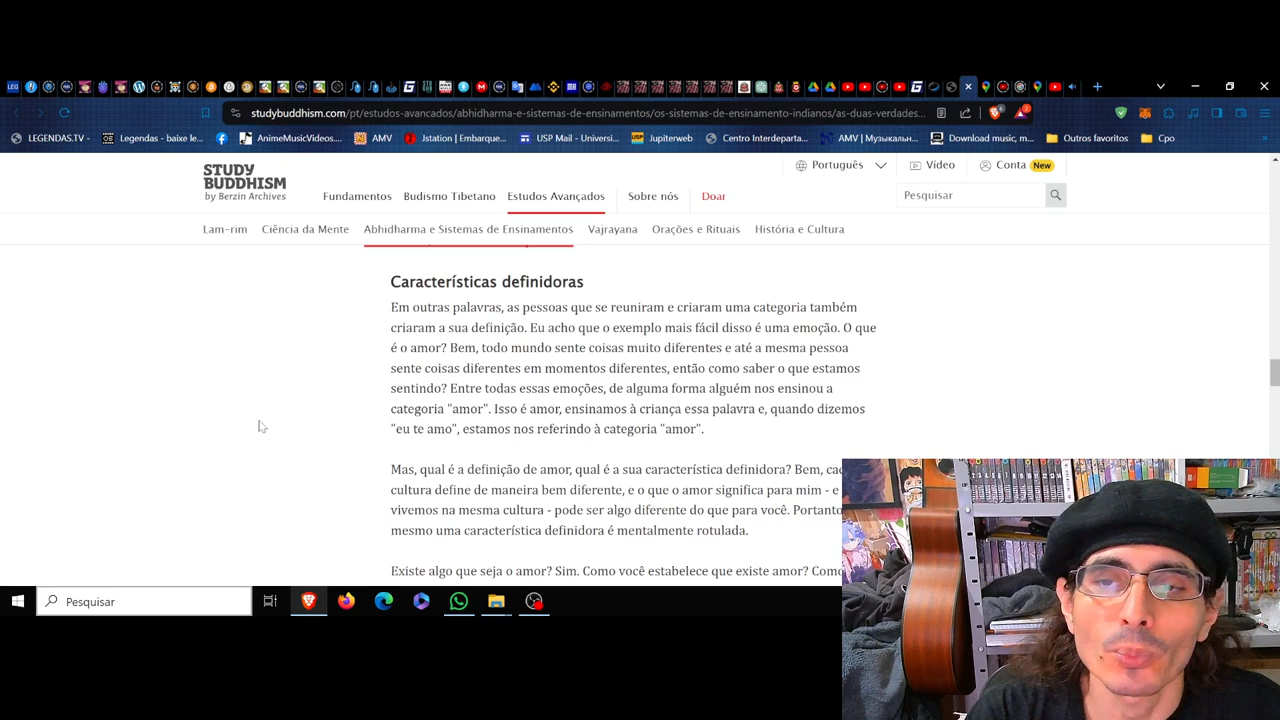 studybuddhism.com/pt/estudos-avancados/abhidharma-e-sistemas-de-ensinamentos/os-sistemas-de-ensinamento-indianos/as-duas-verdades...
LEGENDS.TV
Legendas - baixe le...
AnimeMusicVideos....
AMV
Jstation | Embarque...
USP Mail - Universi...
Jupiterweb
Centro Interdeparta...
AMV | Музыкальн...
Download music, m...
Outros favoritos
Cpo
STUDY
BUDDHISM
by Berzin Archives
Português
Vídeo
Conta New
Fundamentos
Budismo Tibetano
Estudos Avançados
Sobre nós
Doar
Pesquisar
Lam-rim
Ciência da Mente
Abhidharma e Sistemas de Ensinamentos
Vajrayana
Orações e Rituais
História e Cultura
Características definidoras
Em outras palavras, as pessoas que se reuniram e criaram uma categoria também
criaram a sua definição. Eu acho que o exemplo mais fácil disso é uma emoção. O que
é o amor? Bem, todo mundo sente coisas muito diferentes e até a mesma pessoa
sente coisas diferentes em momentos diferentes, então como saber o que estamos
sentindo? Entre todas essas emoções, de alguma forma alguém nos ensinou a
categoria "amor". Isso é amor, ensinamos à criança essa palavra e, quando dizemos
"eu te amo", estamos nos referindo à categoria "amor".
Mas, qual é a definição de amor, qual é a sua característica definidora? Bem,
cultura define de maneira bem diferente, e o que o amor significa para mim - e
vivemos na mesma cultura - pode ser algo diferente do que para você. Portanto
mesmo uma característica definidora é mentalmente rotulada.
Existe algo que seja o amor? Sim. Como você estabelece que existe amor? Como
Pesquisar